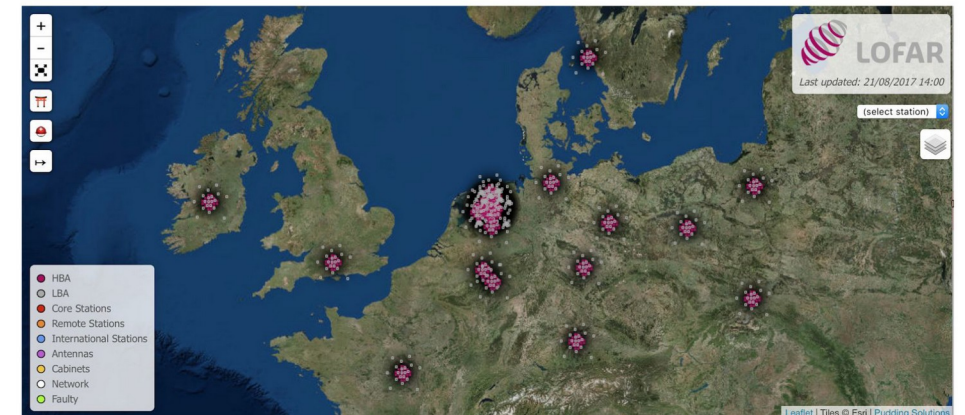 +
−
LOFAR
Last updated: 21/08/2017 14:00
(select station)
HBA
LBA
Core Stations
Remote Stations
International Stations
Antennas
Cabinets
Network
Faulty
Leaflet | Tiles © Esri | Pudding Solutions